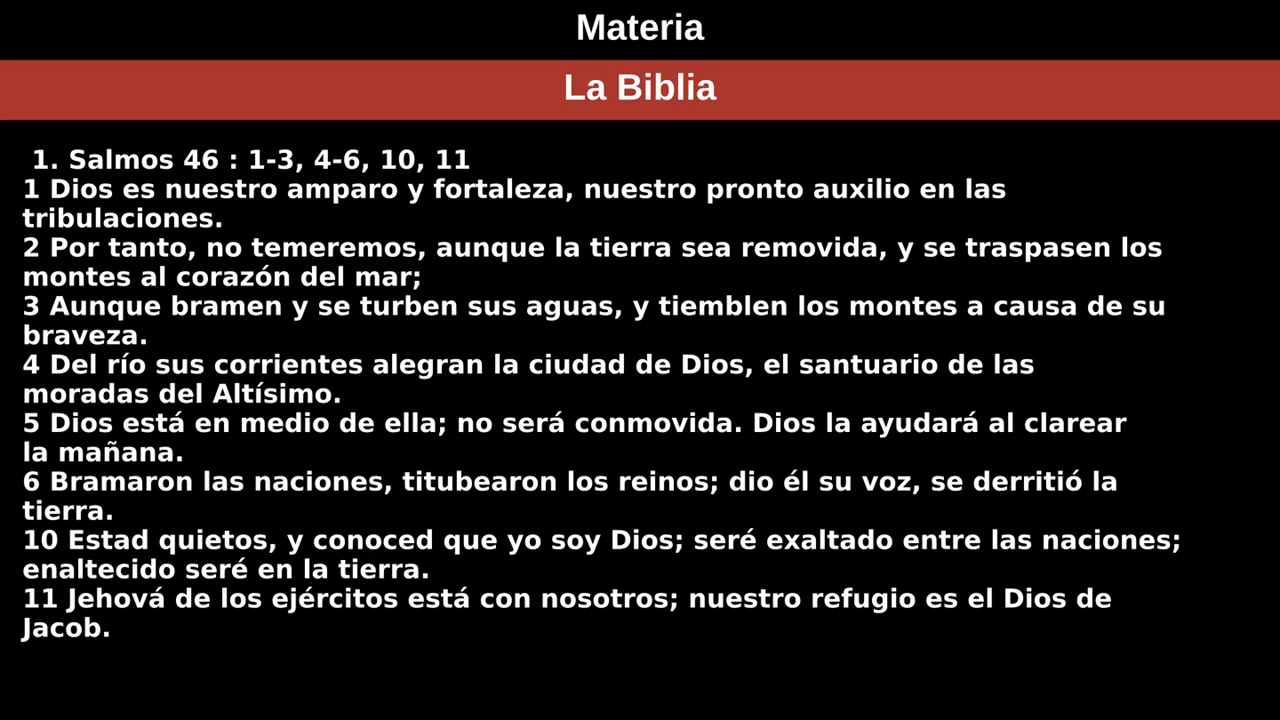 Materia
La Biblia
1. Salmos 46 : 1-3, 4-6, 10, 11
1 Dios es nuestro amparo y fortaleza, nuestro pronto auxilio en las
tribulaciones.
2 Por tanto, no temeremos, aunque la tierra sea removida, y se traspasen los
montes al corazón del mar;
3 Aunque bramen y se turben sus aguas, y tiemblen los montes a causa de su
braveza.
4 Del río sus corrientes alegran la ciudad de Dios, el santuario de las
moradas del Altísimo.
5 Dios está en medio de ella; no será conmovida. Dios la ayudará al clarear
la mañana.
6 Bramaron las naciones, titubearon los reinos; dio él su voz, se derritió la
tierra.
10 Estad quietos, y conoced que yo soy Dios; seré exaltado entre las naciones;
enaltecido seré en la tierra.
11 Jehová de los ejércitos está con nosotros; nuestro refugio es el Dios de
Jacob.